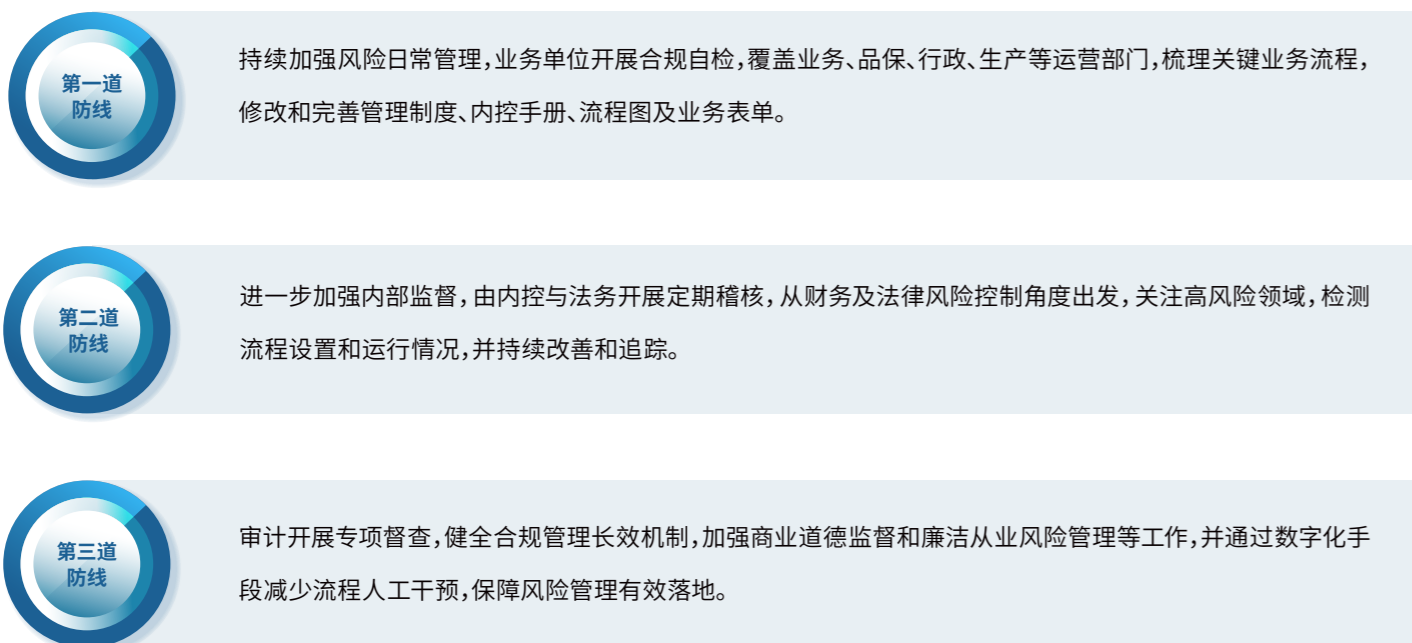 第一道
防线
持续加强风险日常管理,业务单位开展合规自检,覆盖业务、品保、行政、生产等运营部门,梳理关键业务流程,
修改和完善管理制度、内控手册、流程图及业务表单。
第二道
防线
进一步加强内部监督,由内控与法务开展定期稽核,从财务及法律风险控制角度出发,关注高风险领域,检测
流程设置和运行情况,并持续改善和追踪。
第三道
防线
审计开展专项督查,健全合规管理长效机制,加强商业道德监督和廉洁从业风险管理等工作,并通过数字化手
段减少流程人工干预,保障风险管理有效落地。